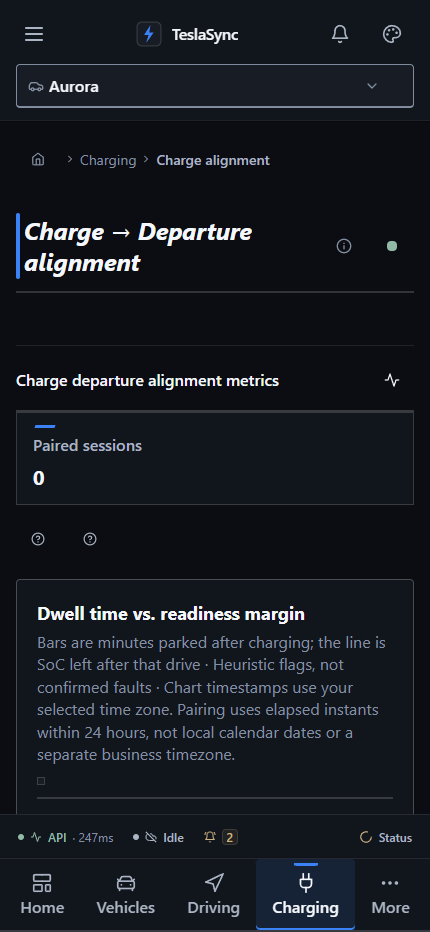 TeslaSync
Aurora
Charging
Charge alignment
Charge → Departure
alignment
Charge departure alignment metrics
Paired sessions
0
Dwell time vs. readiness margin
Bars are minutes parked after charging; the line is
SoC left after that drive · Heuristic flags, not
confirmed faults · Chart timestamps use your
selected time zone. Pairing uses elapsed instants
within 24 hours, not local calendar dates or a
separate business timezone.
API · 247ms Idle 2 Status
Home Vehicles Driving Charging More